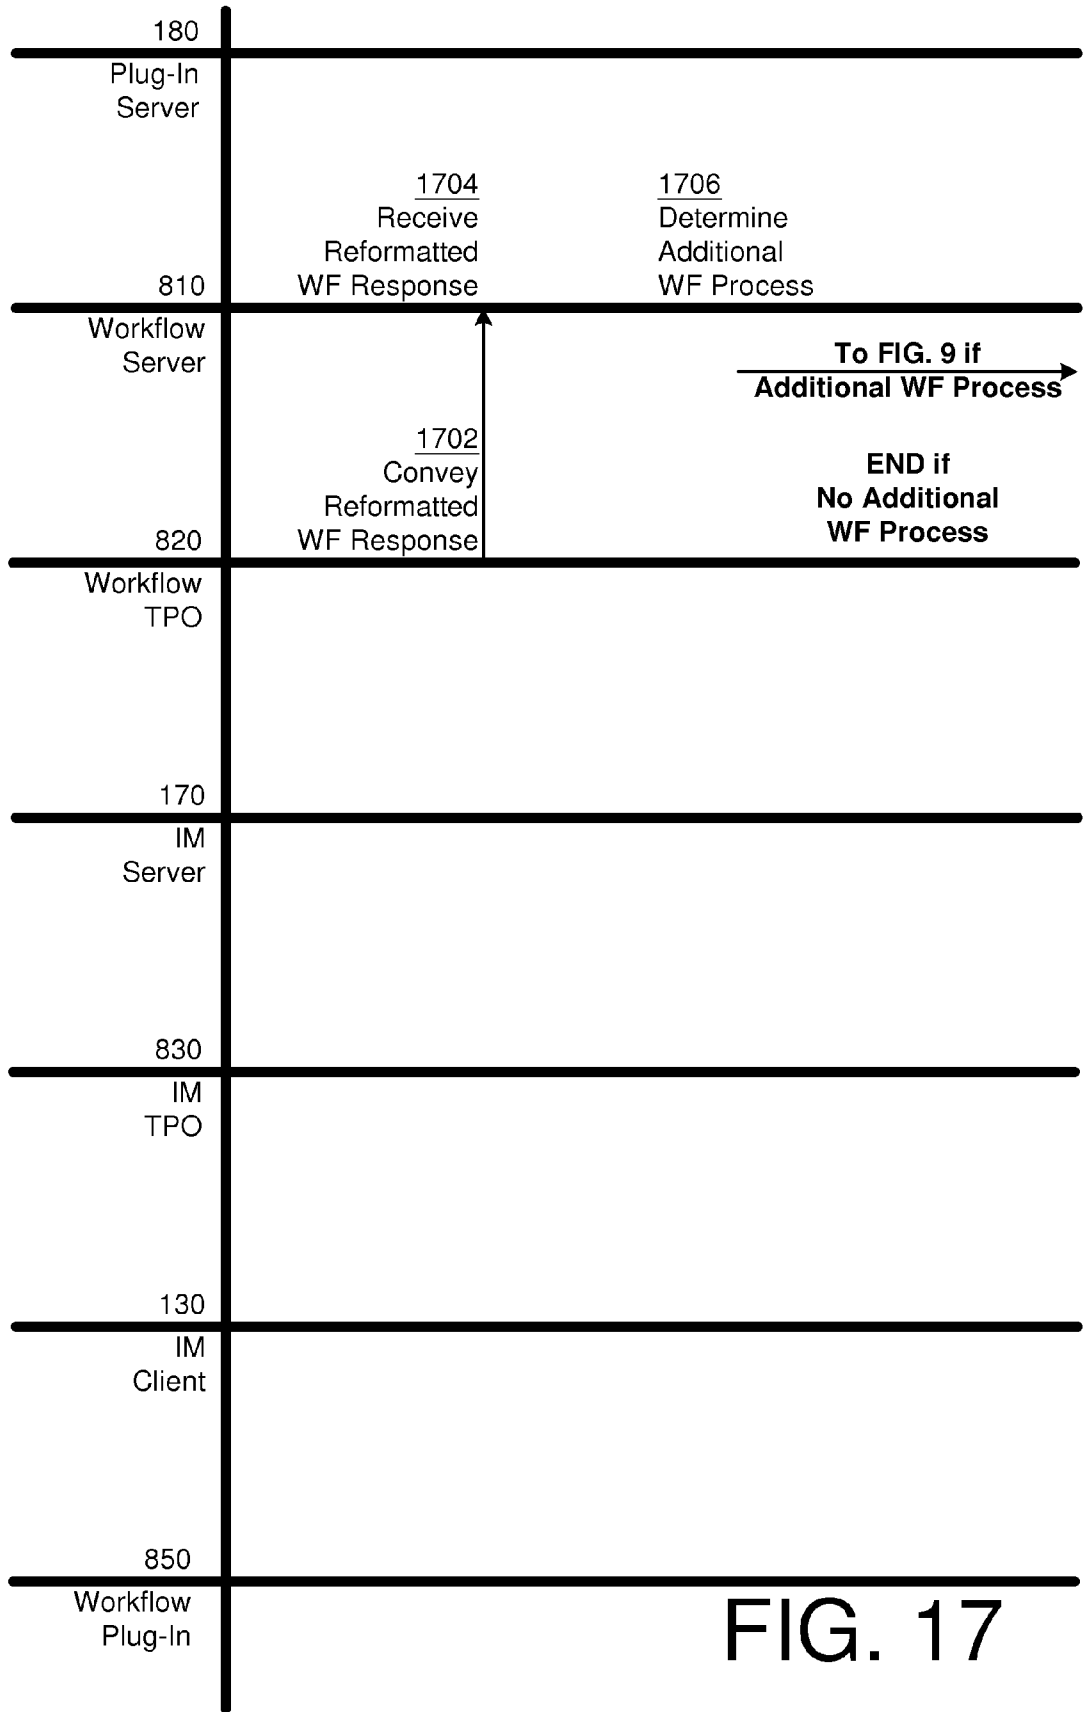 180
Plug-In
Server
1704
Receive
Reformatted
WF Response
1706
Determine
Additional
WF Process
810
Workflow
Server
To FIG. 9 if
Additional WF Process
1702
Convey
Reformatted
WF Response
END if
No Additional
WF Process
820
Workflow
TPO
170
IM
Server
830
IM
TPO
130
IM
Client
850
Workflow
Plug-In
FIG. 17